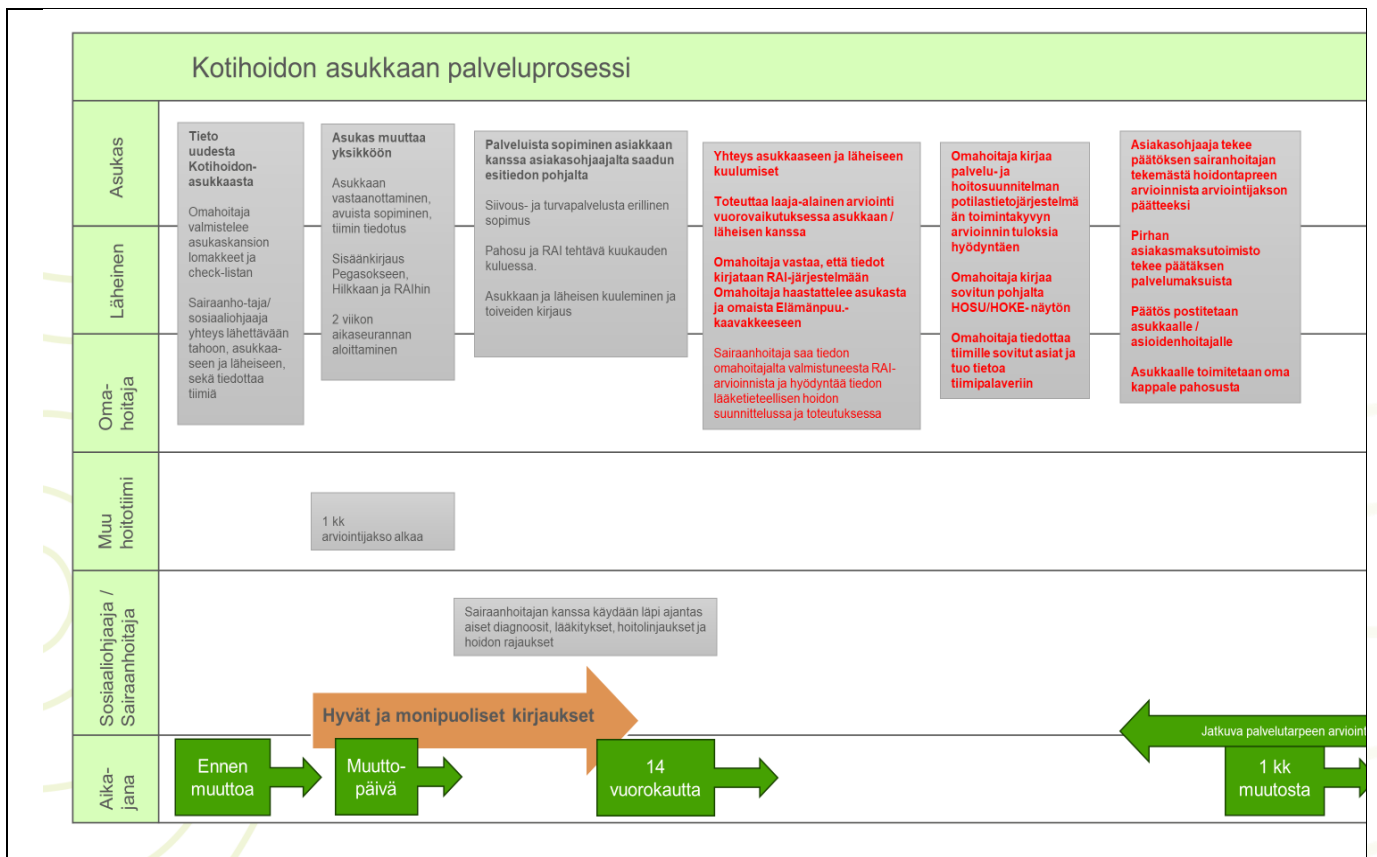 Kotihoidon asukkaan palveluprosessi
Asukas
Tieto
uudesta
Kotihoidon-
asukkaasta
Omahoitaja
valmistelee
asukaskansion
lomakkeet ja
check-listan
Sairaanho-taja/
sosiaaliohjaaja
yhteys lähettävään
tahoon, asukkaa-
seen ja läheiseen,
sekä tiedottaa
tiimiä
Asukas muuttaa
yksikköön
Asukkaan
vastaanottaminen,
avuista sopiminen,
tiimin tiedotus
Sisäänkirjaus
Pegasokseen,
Hilkkaan ja RAIhin
2 viikon
aikaseurannan
aloittaminen
Palveluista sopiminen asiakkaan
kanssa asiakasohjaajalta saadun
esitiedon pohjalta
Siivous- ja turvapalvelusta erillinen
sopimus
Pahosu ja RAI tehtävä kuukauden
kuluessa.
Asukkaan ja läheisen kuuleminen ja
toiveiden kirjaus
Yhteys asukkaaseen ja läheiseen
kuulumiset
Toteuttaa laaja-alainen arviointi
vuorovaikutuksessa asukkaan /
läheisen kanssa
Omahoitaja vastaa, että tiedot
kirjataan RAI-järjestelmään
Omahoitaja haastattelee asukasta
ja omaista Elämänpuu.-
kaavakkeeseen
Sairaanhoitaja saa tiedon
omahoitajalta valmistuneesta RAI-
arvioinnista ja hyödyntää tiedon
lääketieteellisen hoidon
suunnittelussa ja toteutuksessa
Omahoitaja kirjaa
palvelu- ja
hoitosuunnitelman
potilastietojärjestelmä
än toimintakyvyn
arvioinnin tuloksia
hyödyntäen
Omahoitaja kirjaa
sovitun pohjalta
HOSU/HOKE- näytön
Omahoitaja tiedottaa
tiimille sovitut asiat ja
tuo tietoa
tiimipalaveriin
Asiakasohjaaja tekee
päätöksen sairanhoitajan
tekemästä hoidontapreen
arvioinnista arviointijakson
päätteeksi
Pirhan
asiakasmaksutoimisto
tekee päätäksen
palvelumaksuista
Päätös postitetaan
asukkaalle /
asioidenhoitajalle
Asukkaalle toimitetaan oma
kappale pahosusta
Läheinen
Oma-
hoitaja
Muu
hoitotiimi
1 kk
arviointijakso alkaa
Sosiaaliohjaaja /
Sairaanhoitaja
Sairaanhoitajan kanssa käydään läpi ajantas
aiset diagnoosit, lääkitykset, hoitolinjaukset ja
hoidon rajaukset
Hyvät ja monipuoliset kirjaukset
Jatkuva palvelutarpeen arvioint
Aika-
jana
Ennen
muuttoa
Muutto-
päivä
14
vuorokautta
1 kk
muutosta